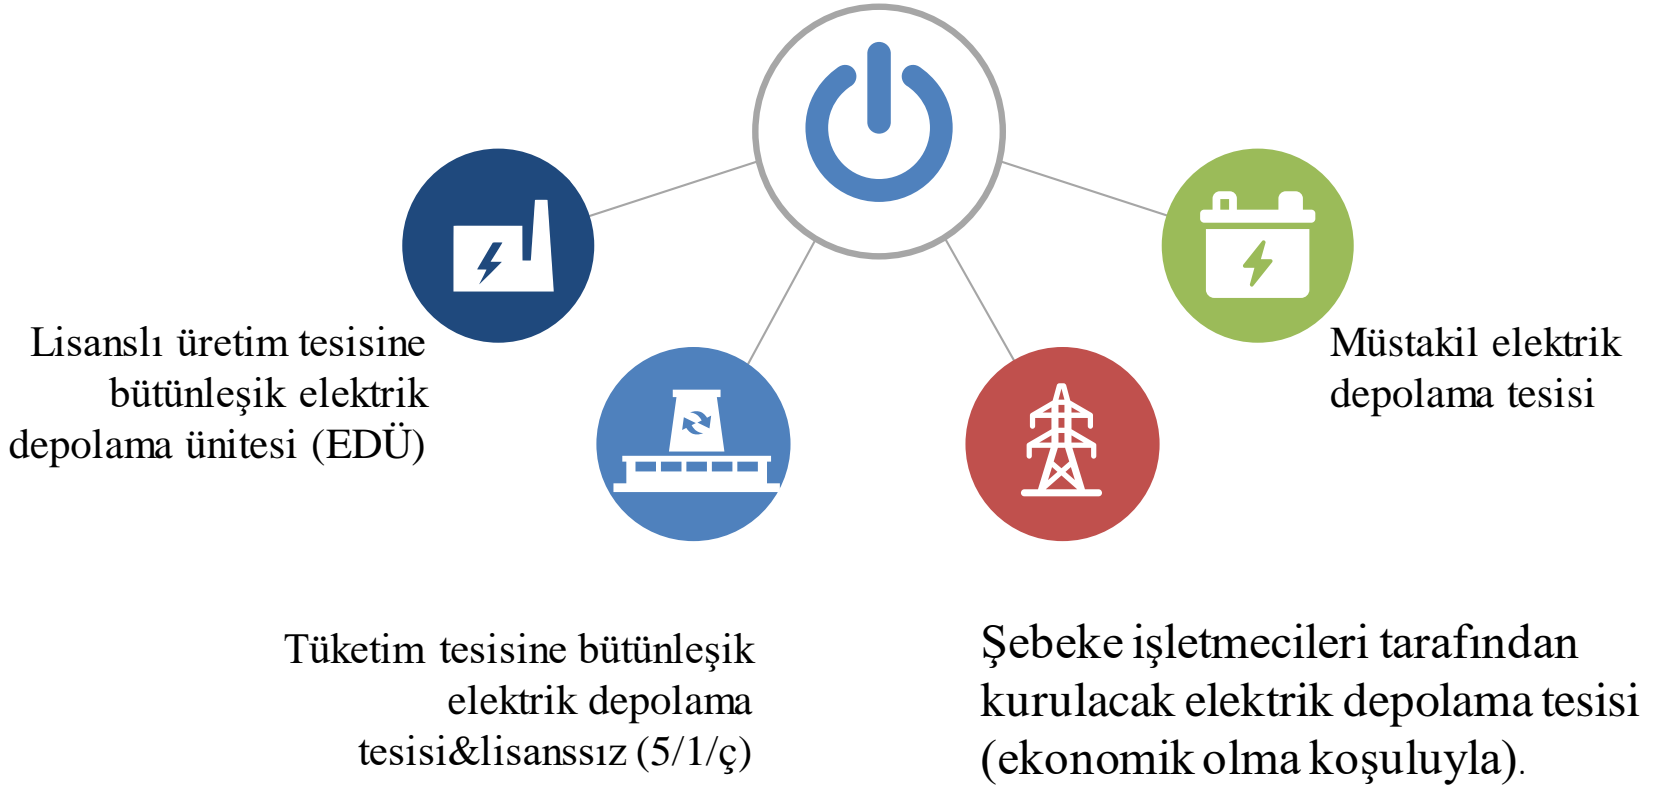 Lisanslı üretim tesisine
bütünleşik elektrik
depolama ünitesi (EDÜ)
Müstakil elektrik
depolama tesisi
Tüketim tesisine bütünleşik
elektrik depolama
tesisi&lisanssız (5/1/ç)
Şebeke işletmecileri tarafından
kurulacak elektrik depolama tesisi
(ekonomik olma koşuluyla).